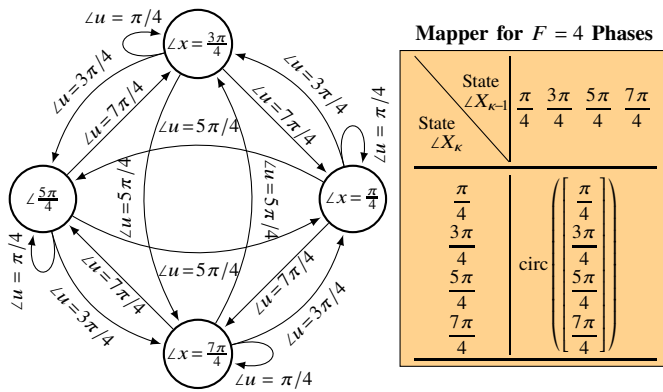 ∠u = π/4
∠x = 3π/4
∠u=3π/4
∠u=7π/4
∠u=5π/4
∠u=7π/4
∠u=3π/4
∠u = π/4
∠5π/4
∠u=5π/4
∠u=5π/4
∠x = π/4
∠u = π/4
∠u=3π/4
∠u=7π/4
∠u=5π/4
∠u=7π/4
∠u=3π/4
∠x = 7π/4
∠u = π/4
Mapper for F = 4 Phases
State ∠Xκ−1
State ∠Xκ
π/4 3π/4 5π/4 7π/4
π/4
3π/4
5π/4
7π/4
circ ([ π/4
3π/4
5π/4
7π/4 ])